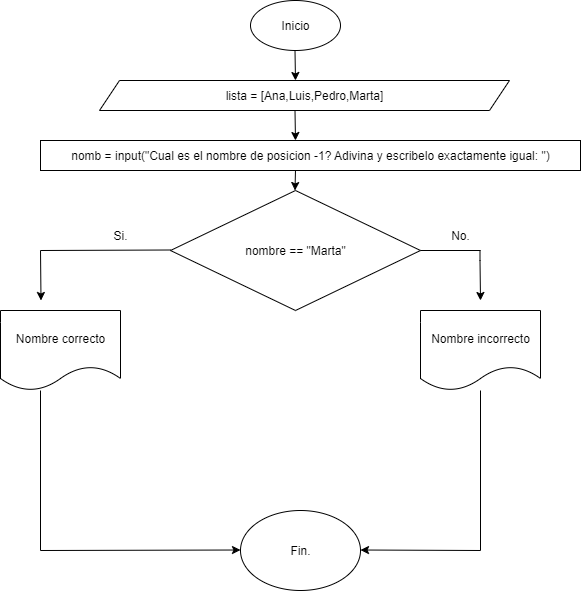 Inicio
lista = [Ana,Luis,Pedro,Marta]
nomb = input("Cual es el nombre de posicion -1? Adivina y escribelo exactamente igual: ")
Si.
nombre == "Marta"
No.
Nombre correcto
Nombre incorrecto
Fin.